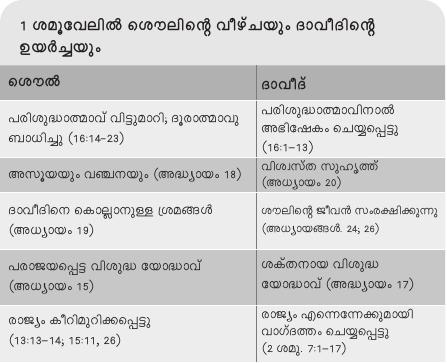 1 ശമൂവേലിൽ ശൌലിന്റെ വീഴ്ചയും ദാവീദിന്റെ
ഉയർച്ചയും
ശൌൽ
ദാവീദ്
പരിശുദ്ധാത്മാവ് വിട്ടുമാറി; ദൂരാത്മാവു
ബാധിച്ചു (16:14–23)
പരിശുദ്ധാത്മാവിനാൽ
അഭിഷേകം ചെയ്യപ്പെട്ടു
(16:1–13)
അസൂയയും വഞ്ചനയും (അദ്ധ്യായം 18)
വിശ്വസ്ത സുഹൃത്ത്
(അധ്യായം 20)
ദാവീദിനെ കൊല്ലാനുള്ള ശ്രമങ്ങൾ
(അധ്യായം 19)
ശൗലിന്റെ ജീവൻ സംരക്ഷിക്കുന്നു
(അധ്യായങ്ങൾ. 24; 26)
പരാജയപ്പെട്ട വിശുദ്ധ യോദ്ധാവ്
(അധ്യായം 15)
ശക്തനായ വിശുദ്ധ
യോദ്ധാവ് (അദ്ധ്യായം 17)
രാജ്യം കീറിമുറിക്കപ്പെട്ടു
(13:13–14; 15:11, 26)
രാജ്യം എന്നെന്നേക്കുമായി
വാഗ്ദത്തം ചെയ്യപ്പെട്ടു
(2 ശമു. 7:1–17)